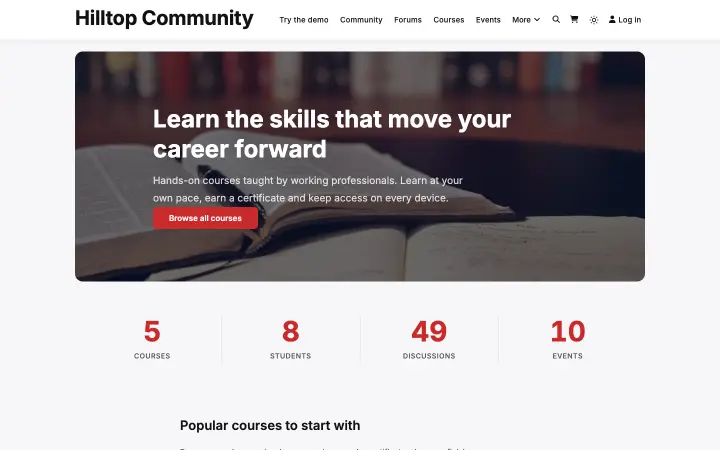 Hilltop Community
Try the demo
Community
Forums
Courses
Events
More
Log in
Learn the skills that move your
career forward
Hands-on courses taught by working professionals. Learn at your
own pace, earn a certificate and keep access on every device.
Browse all courses
5
COURSES
8
STUDENTS
49
DISCUSSIONS
10
EVENTS
Popular courses to start with